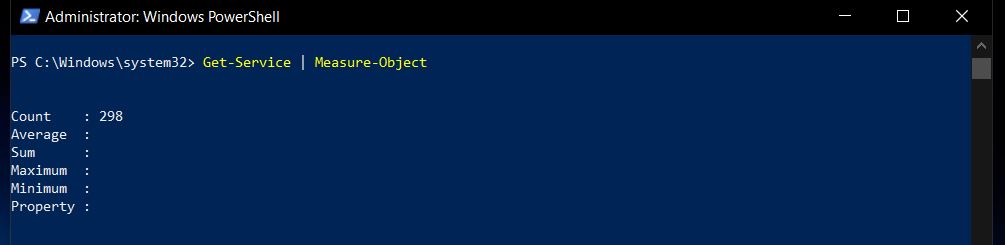 Administrator: Windows PowerShell
PS C:\Windows\system32> Get-Service | Measure-Object
Count    : 298
Average  :
Sum      :
Maximum  :
Minimum  :
Property :